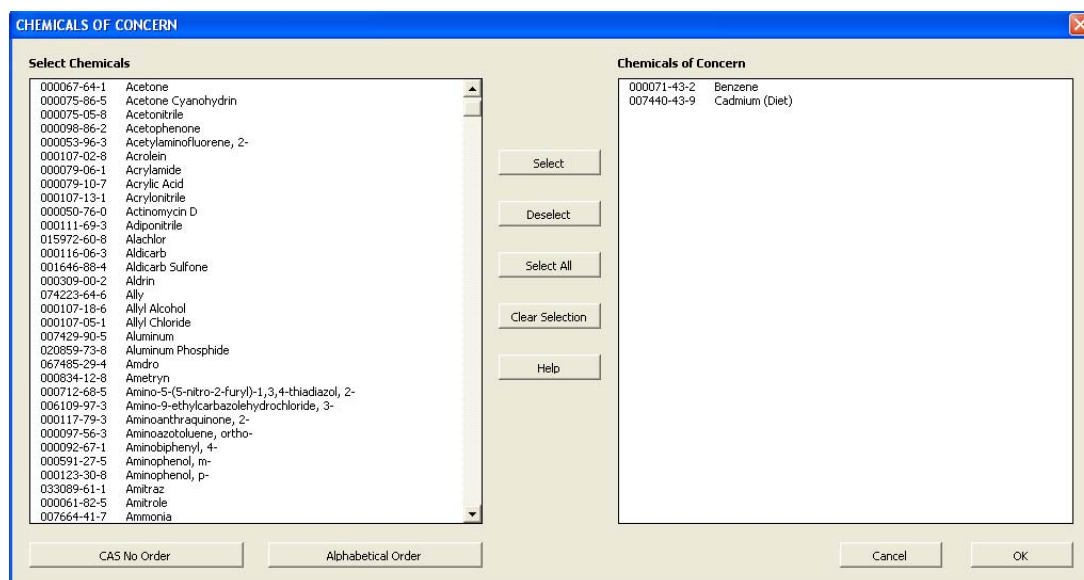 CHEMICALS OF CONCERN
Select Chemicals
000067-64-1 Acetone
000075-86-5 Acetone Cyanohydrin
000075-05-8 Acetonitrile
000098-86-2 Acetophenone
000053-96-3 Acetylaminofluorene, 2-
000107-02-8 Acrolein
000079-06-1 Acrylamide
000079-10-7 Acrylic Acid
000107-13-1 Acrylonitrile
000050-76-0 Actinomycin D
000111-69-3 Adiponitrile
015972-60-8 Alachlor
000116-06-3 Aldicarb
001646-88-4 Aldicarb Sulfone
000309-00-2 Aldrin
074223-64-6 Ally
000107-18-6 Allyl Alcohol
000107-05-1 Allyl Chloride
007429-90-5 Aluminum
020859-73-8 Aluminum Phosphide
067485-29-4 Amdro
000834-12-8 Ametryn
000712-68-5 Amino-5-(5-nitro-2-furyl)-1,3,4-thiadiazol, 2-
006109-97-3 Amino-9-ethylcarbazolehydrochloride, 3-
000117-79-3 Aminoanthraquinone, 2-
000097-56-3 Aminoazotoluene, ortho-
000092-67-1 Aminobiphenyl, 4-
000591-27-5 Aminophenol, m-
000123-30-8 Aminophenol, p-
033089-61-1 Amitraz
000061-82-5 Amitrole
007664-41-7 Ammonia
CAS No Order
Alphabetical Order
Select
Deselect
Select All
Clear Selection
Help
Chemicals of Concern
000071-43-2 Benzene
007440-43-9 Cadmium (Diet)
Cancel
OK